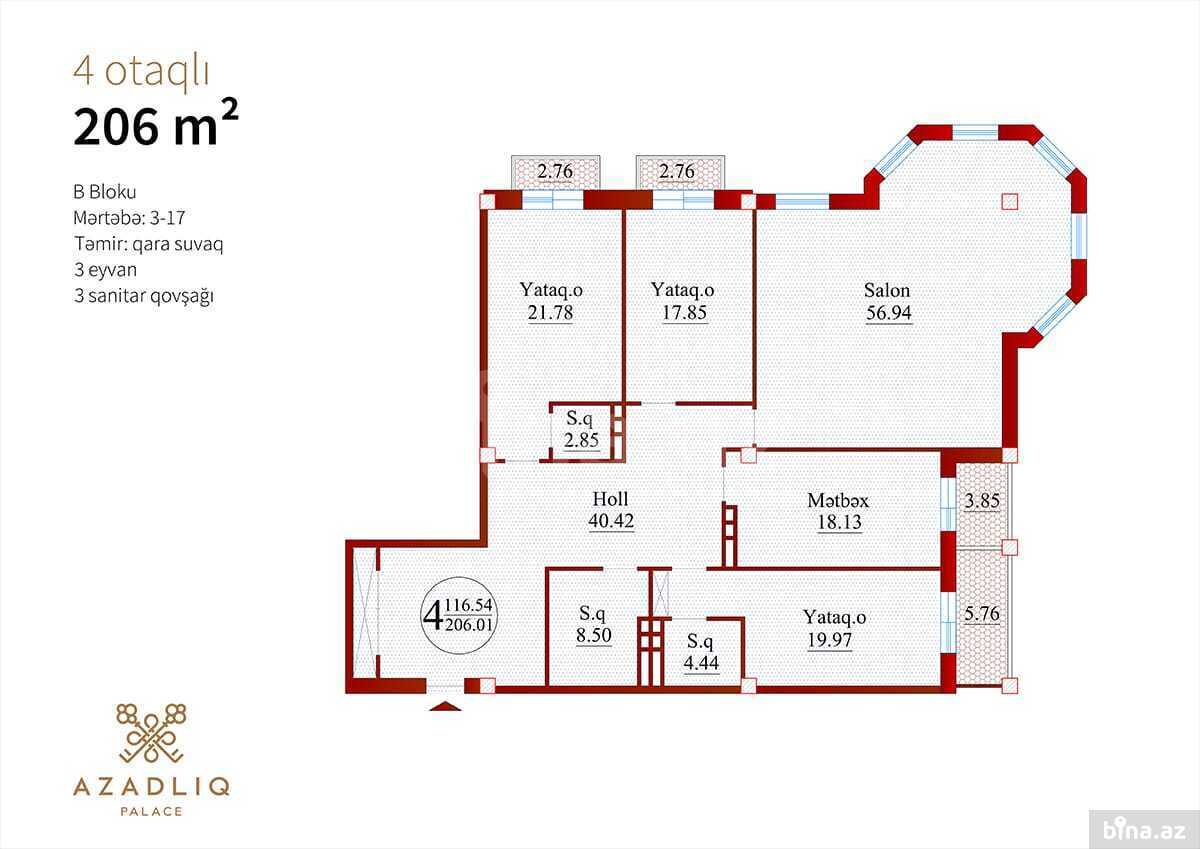 4 otaqlı
206 m²
B Bloku
Mərtəbə: 3-17
Təmir: qara suvaq
3 eyvan
3 sanitar qovşağı
2.76
2.76
Yataq.o
21.78
Yataq.o
17.85
Salon
56.94
S.q
2.85
Holl
40.42
Mətbəx
18.13
3.85
4
116.54
206.01
S.q
8.50
S.q
4.44
Yataq.o
19.97
5.76
AZADLIQ
PALACE
bina.az